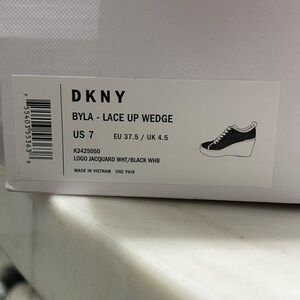 DKNY
BYLA - LACE UP WEDGE
US 7 EU 37.5 / UK 4.5
K3425050
LOGO JACQUARD WHT/BLACK WHB
MADE IN VIETNAM ONE PAIR